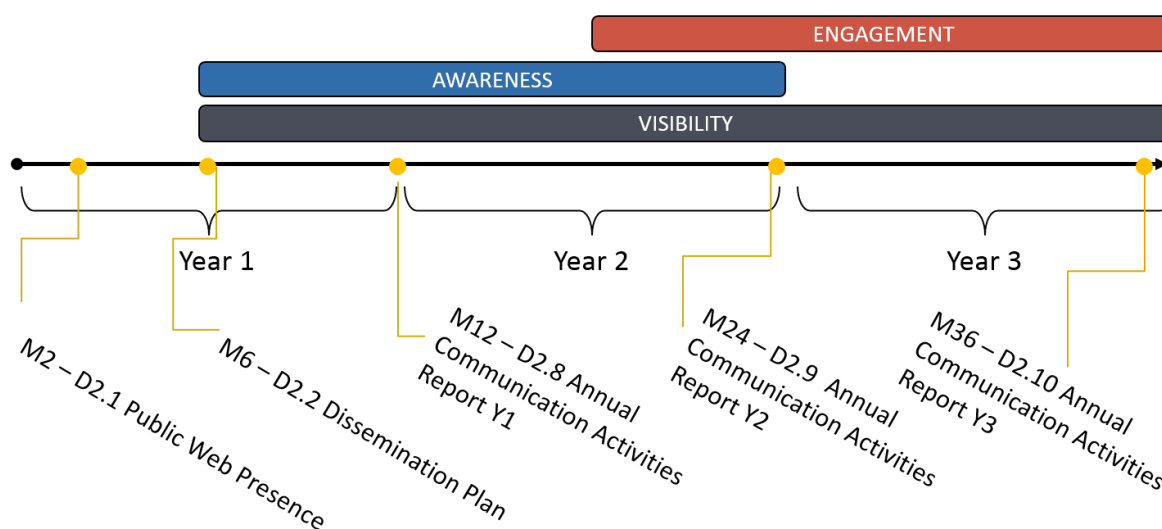 ENGAGEMENT
AWARENESS
VISIBILITY
Year 1
Year 2
Year 3
M2 – D2.1 Public Web Presence
M6 – D2.2 Dissemination Plan
M12 – D2.8 Annual
Communication Activities
Report Y1
M24 – D2.9 Annual
Communication Activities
Report Y2
M36 – D2.10 Annual
Communication Activities
Report Y3